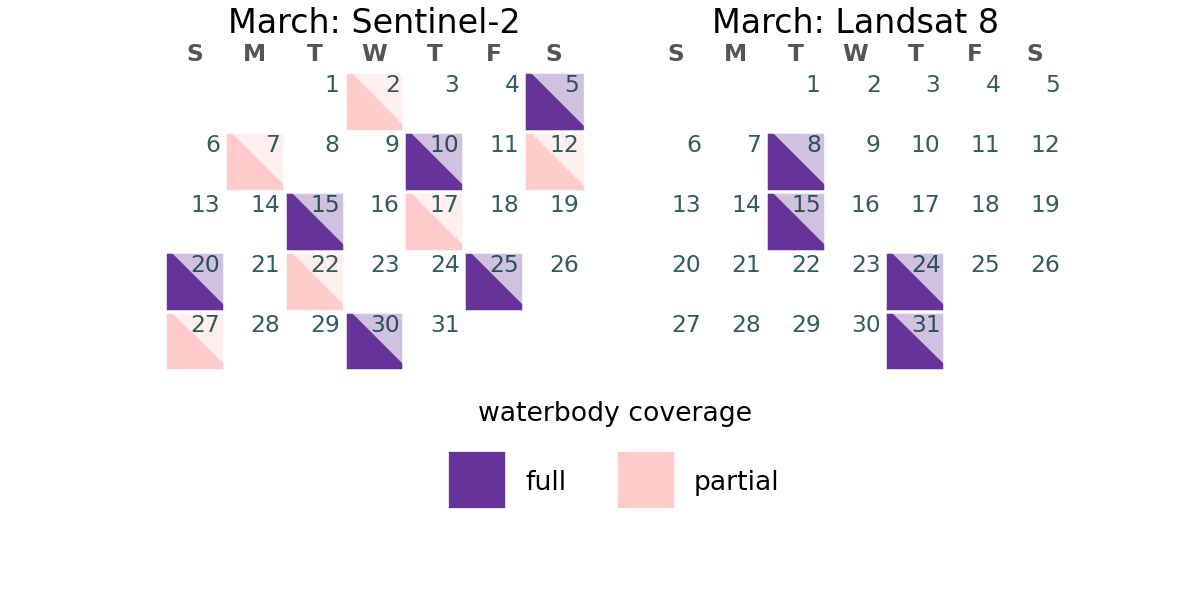 March: Sentinel-2
S M T W T F S
1 2 3 4 5
6 7 8 9 10 11 12
13 14 15 16 17 18 19
20 21 22 23 24 25 26
27 28 29 30 31
March: Landsat 8
S M T W T F S
1 2 3 4 5
6 7 8 9 10 11 12
13 14 15 16 17 18 19
20 21 22 23 24 25 26
27 28 29 30 31
waterbody coverage
full partial